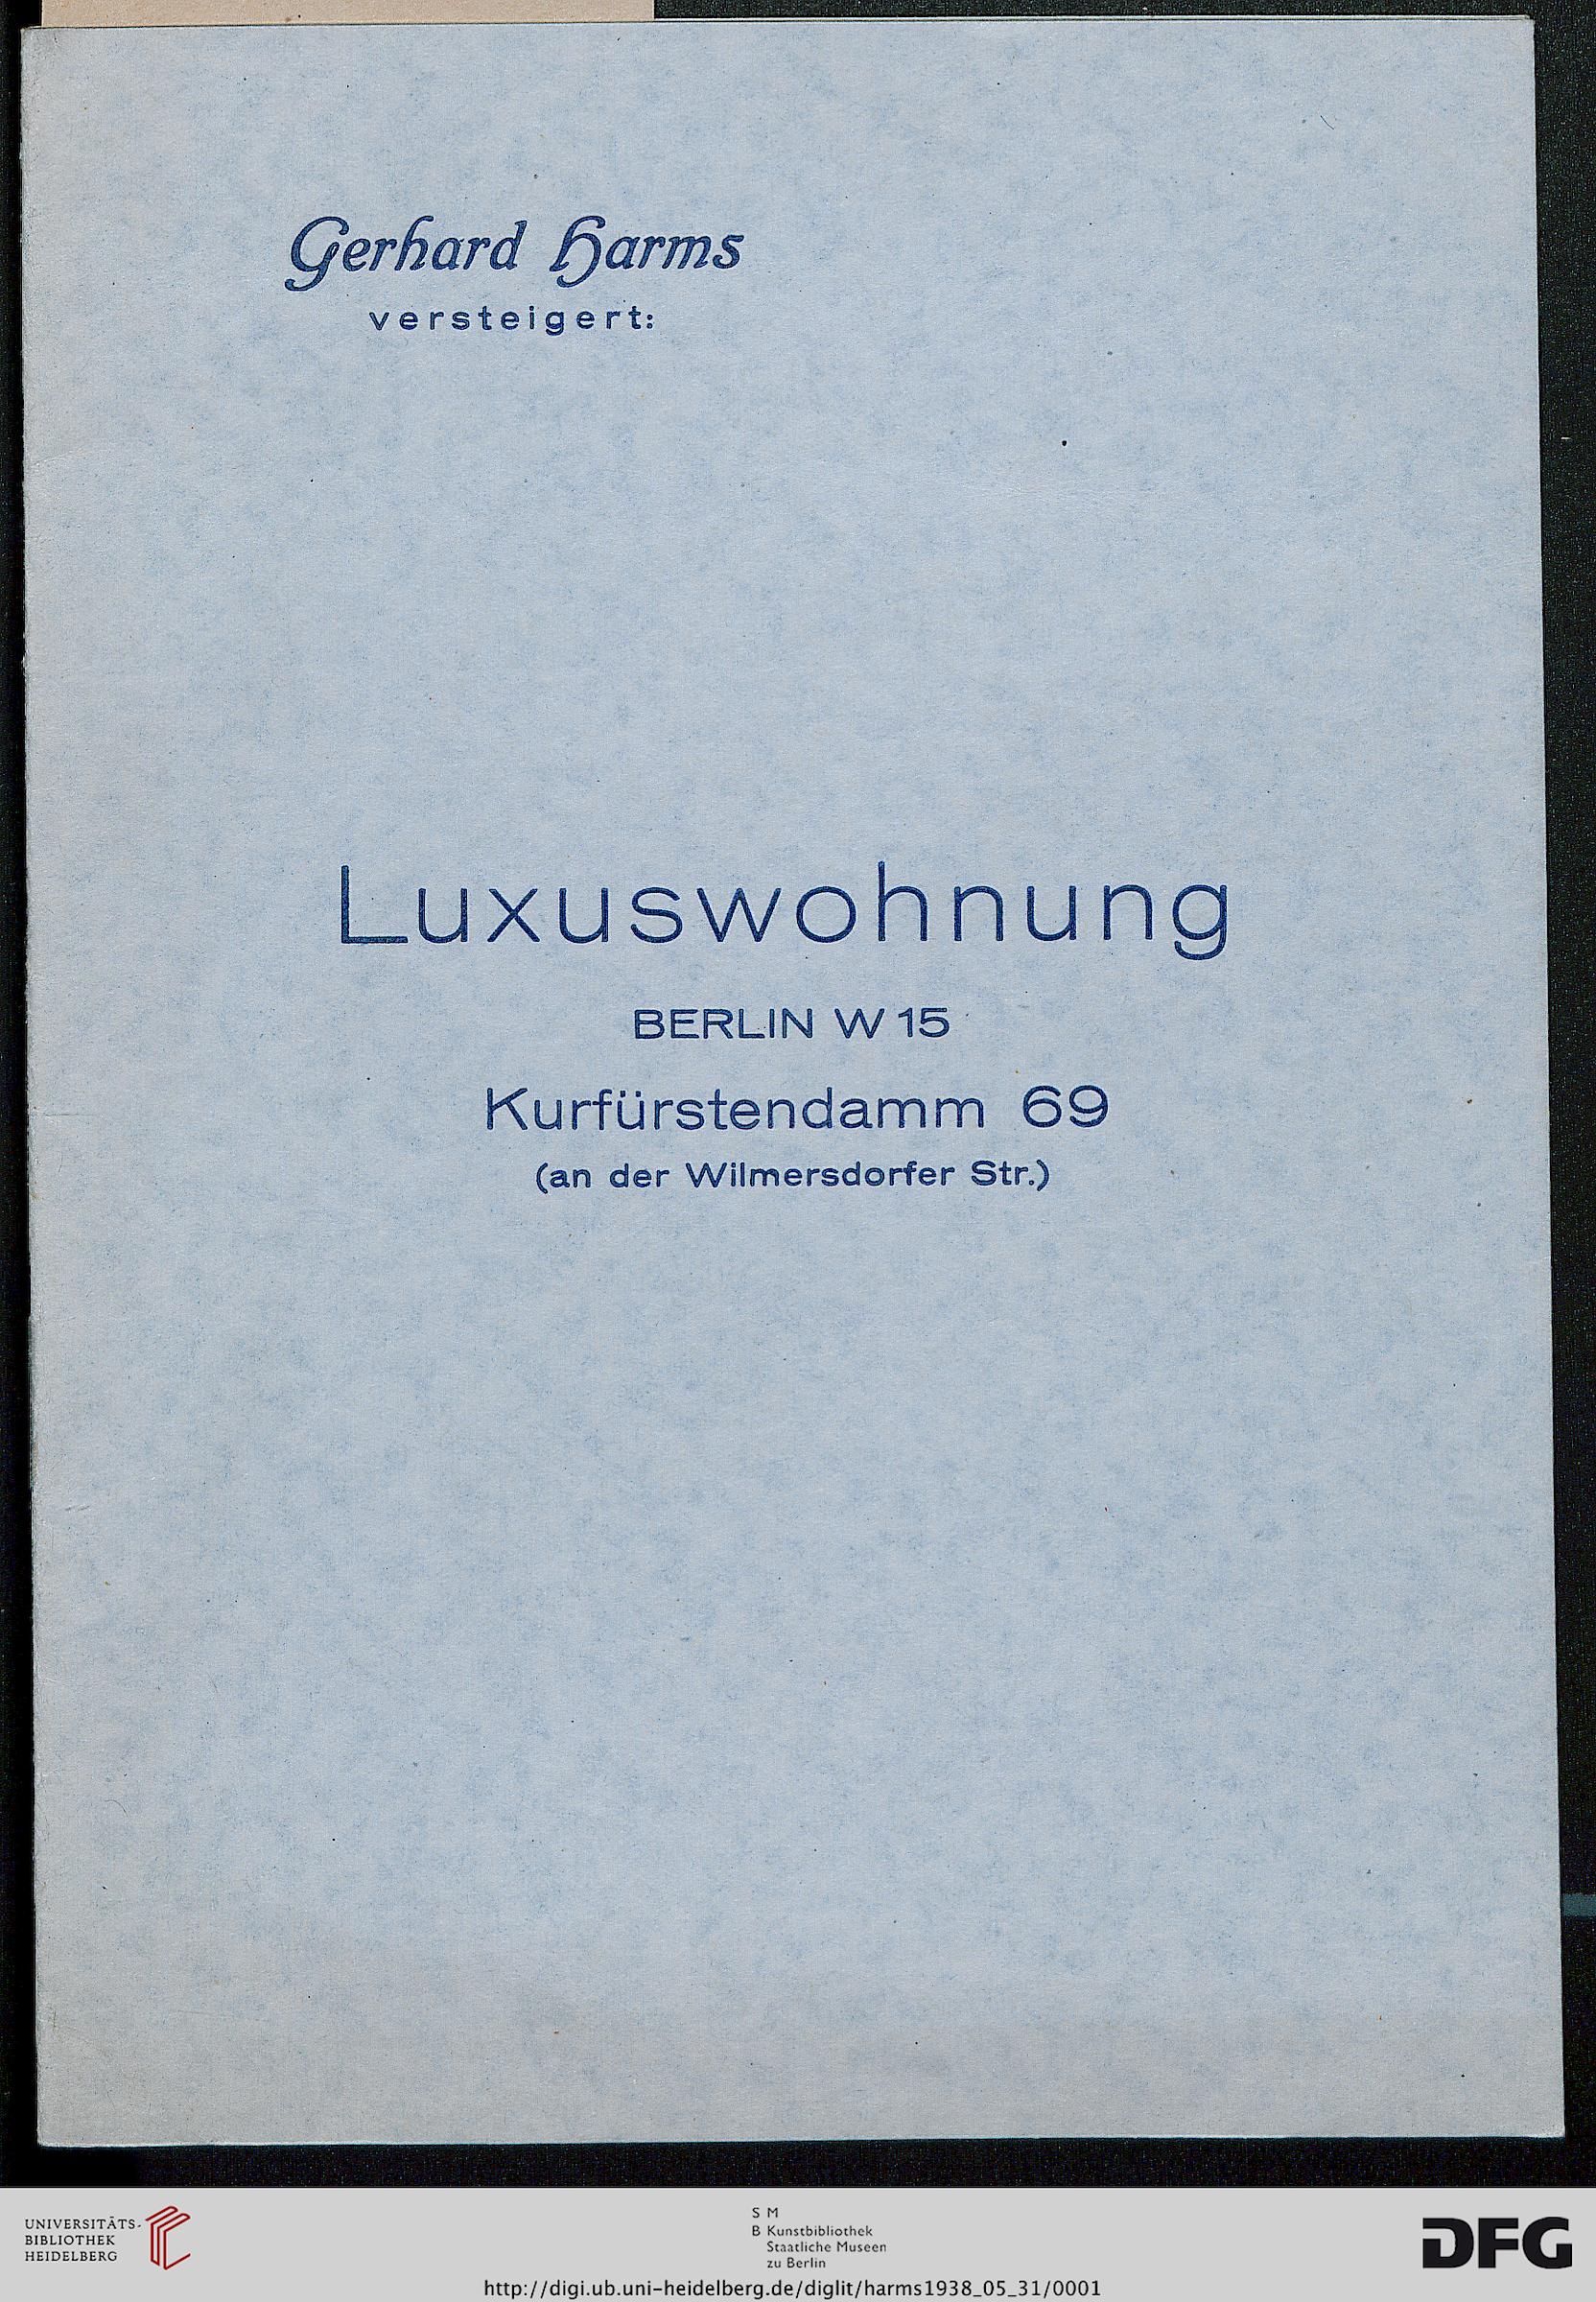 Gerhard Harms
versteigert:
Luxuswohnung
BERLIN W 15
Kurfürstendamm 69
(an der Wilmersdorfer Str.)
UNIVERSITÄTS-
BIBLIOTHEK
HEIDELBERG
S M
B Kunstbibliothek
Staatliche Museen
zu Berlin
DFG
http://digi.ub.uni-heidelberg.de/diglit/harms1938_05_31/0001